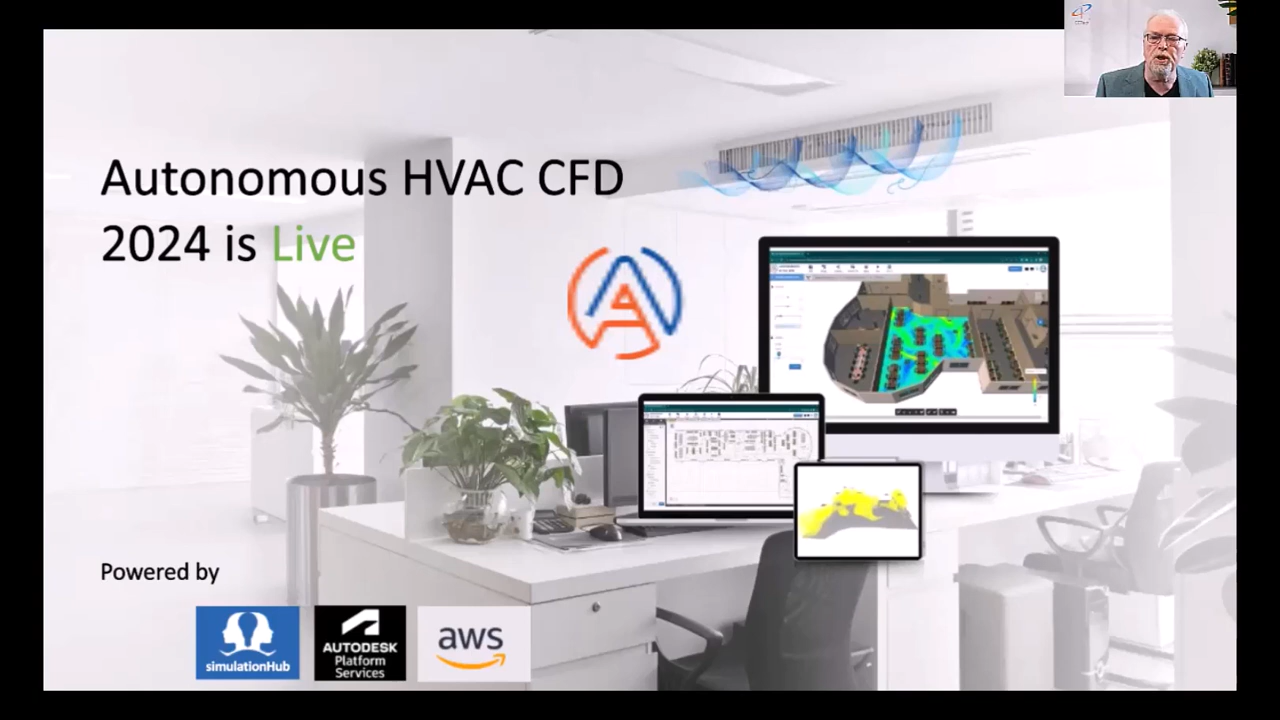 Autonomous HVAC CFD
2024 is Live
Powered by
simulationHub
AUTODESK
Platform
Services
aws